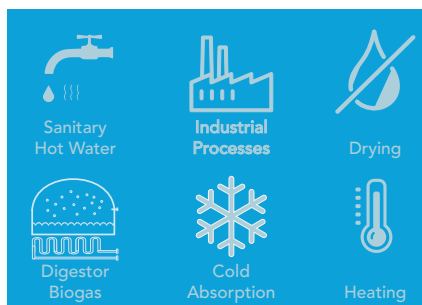 Sanitary
Hot Water
Industrial
Processes
Drying
Digestor
Biogas
Cold
Absorption
Heating